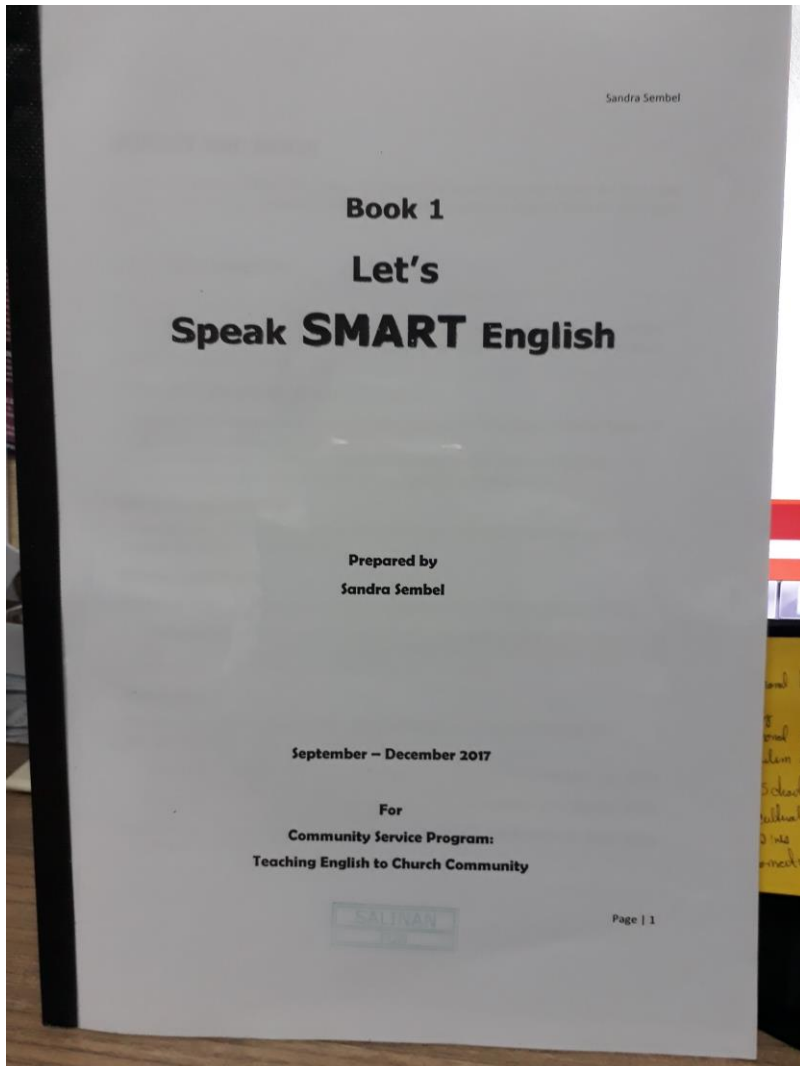 Sandra Sembel
Book 1
Let's
Speak SMART English
Prepared by
Sandra Sembel
September – December 2017
For
Community Service Program:
Teaching English to Church Community
SALINAN
Page | 1